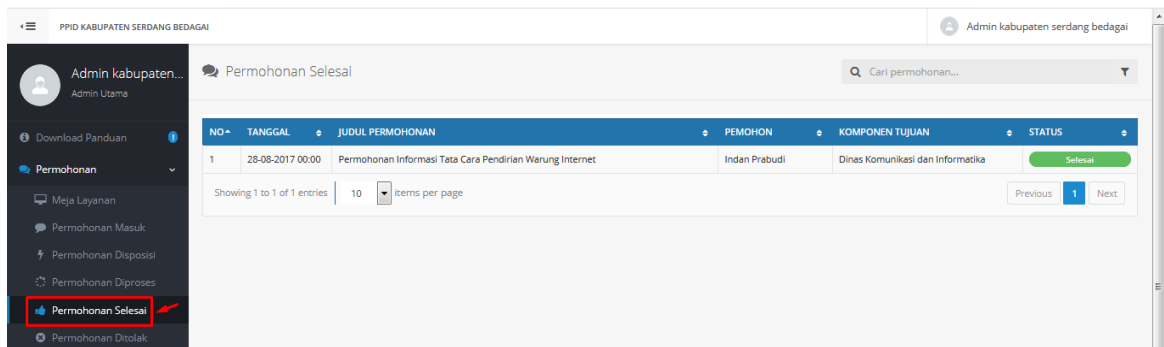 PPID KABUPATEN SERDANG BEDAGAI
Admin kabupaten serdang bedagai
Admin kabupaten...
Admin Utama
Download Panduan
Permohonan
Meja Layanan
Permohonan Masuk
Permohonan Disposisi
Permohonan Diproses
Permohonan Selesai
Permohonan Ditolak
Permohonan Selesai
Cari permohonan...
NO TANGGAL JUDUL PERMOHONAN PEMOHON KOMPONEN TUJUAN STATUS
1 28-08-2017 00:00 Permohonan Informasi Tata Cara Pendirian Warung Internet Indan Prabudi Dinas Komunikasi dan Informatika Selesai
Showing 1 to 1 of 1 entries 10 items per page
Previous 1 Next